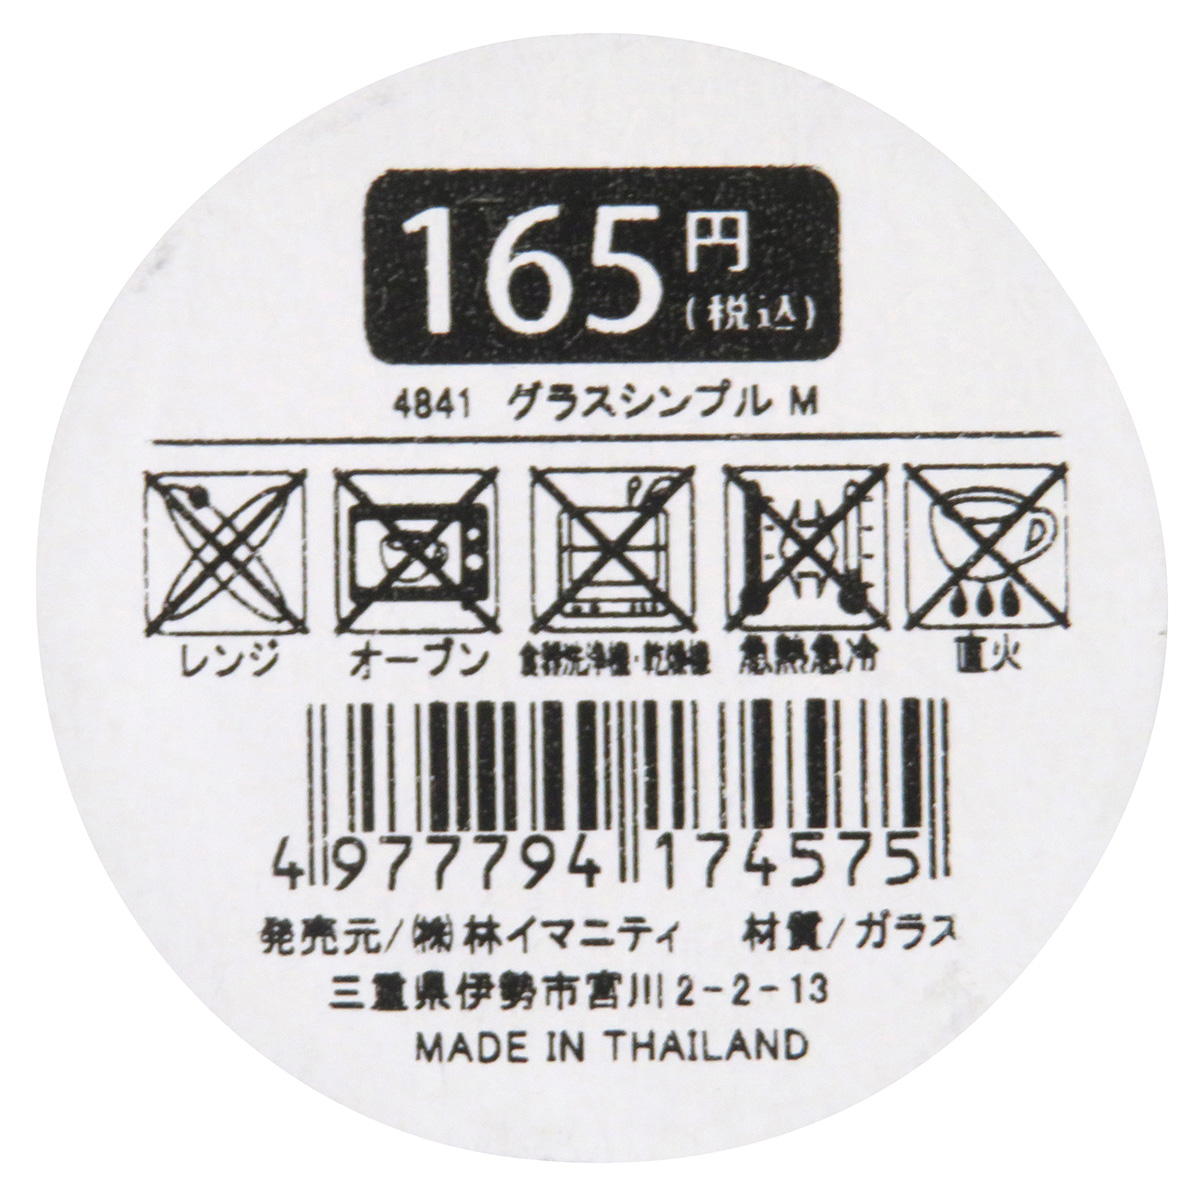 165円
(税込)
4841 グラスシンプル M
レンジ オーブン 食器洗浄機・乾燥機 急熱急冷 直火
4977794174575
発売元/㈱林イマニティ 材質/ガラス
三重県伊勢市宮川2-2-13
MADE IN THAILAND